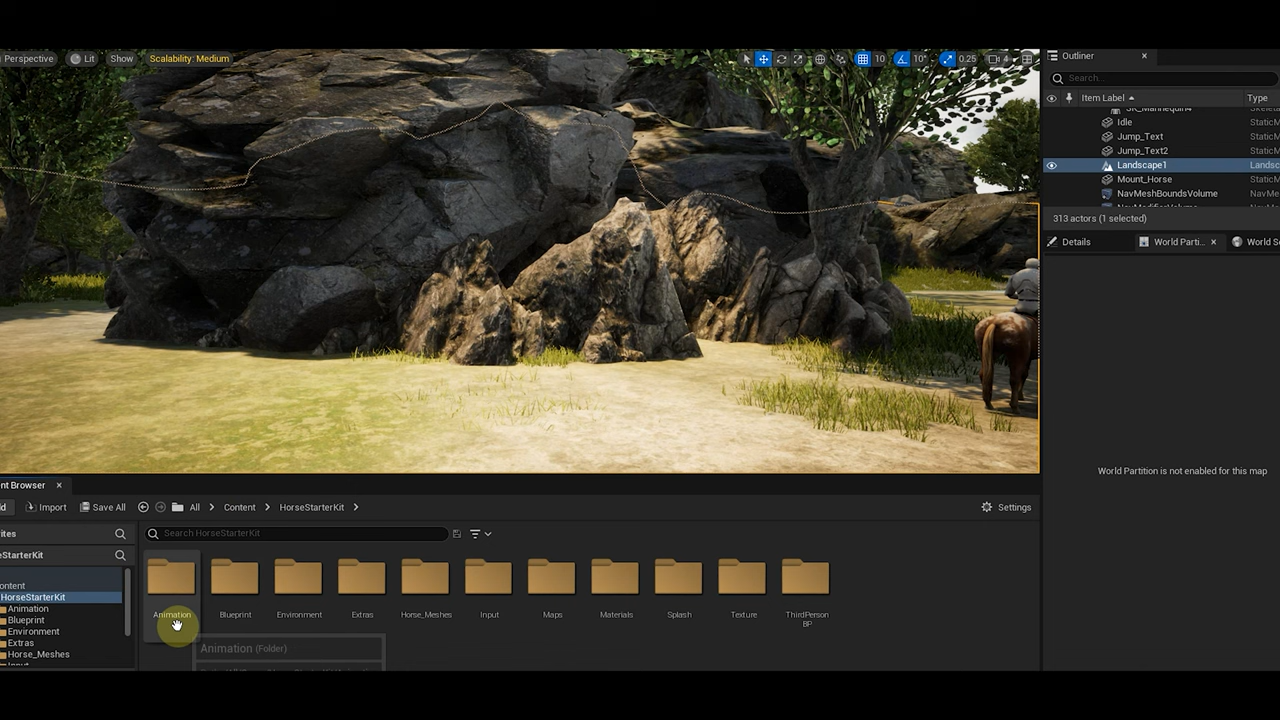 Perspective Lit Show Scalability: Medium 10 10° 0.25 4
Outliner
Search...
Item Label Type
Idle StaticM
Jump_Text StaticM
Jump_Text2 StaticM
Landscape1 Landsc
Mount_Horse StaticM
NavMeshBoundsVolume NavMe
313 actors (1 selected)
Details World Parti... World S
World Partition is not enabled for this map
nt Browser
d Import Save All All Content HorseStarterKit Settings
rites
Search HorseStarterKit
eStarterKit
ontent
HorseStarterKit
Animation
Blueprint
Environment
Extras
Horse_Meshes
Animation Blueprint Environment Extras Horse_Meshes Input Maps Materials Splash Texture ThirdPerson
BP
Animation (Folder)